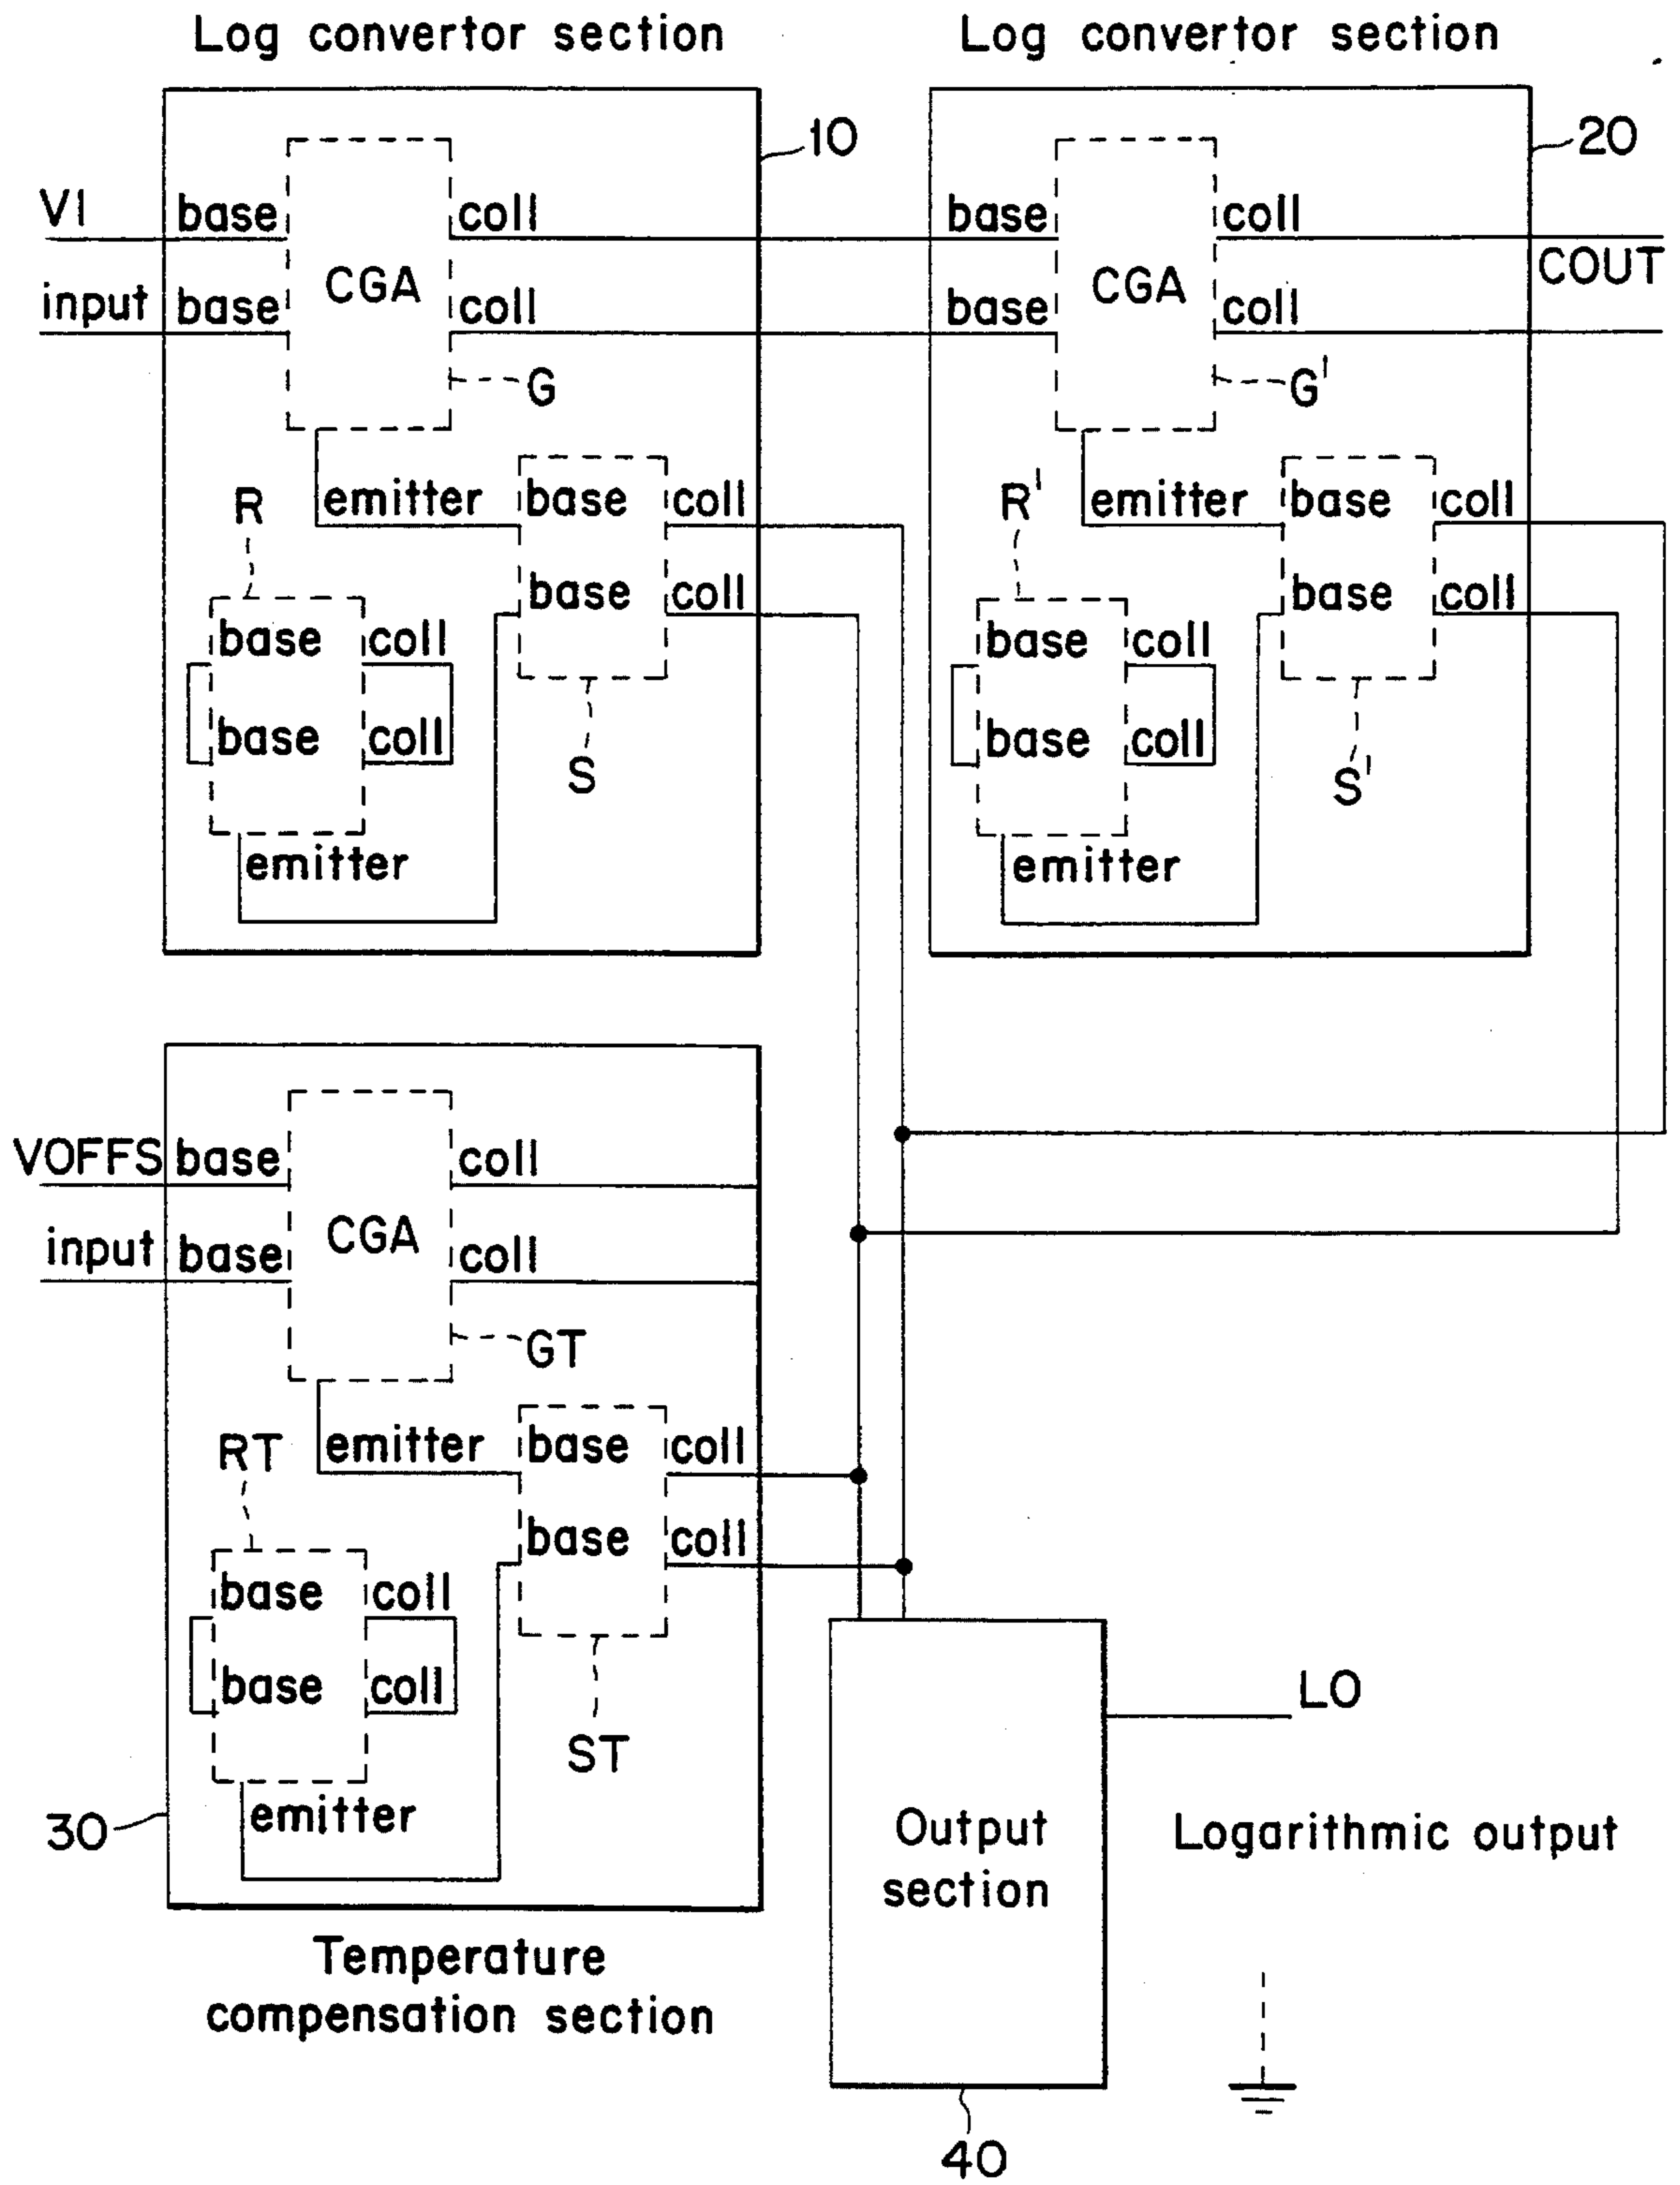 Log convertor section
Log convertor section
10
20
VI
base
coll
base
coll
CGA
CGA
COUT
input
base
coll
base
coll
G
G'
R
emitter
base
coll
R'
emitter
base
coll
base
coll
base
coll
base
coll
base
coll
base
coll
base
coll
S
S'
emitter
emitter
VOFFS
base
coll
CGA
input
base
coll
GT
RT
emitter
base
coll
base
coll
base
coll
base
coll
ST
LO
30
emitter
Output
section
Logarithmic output
Temperature
compensation section
40